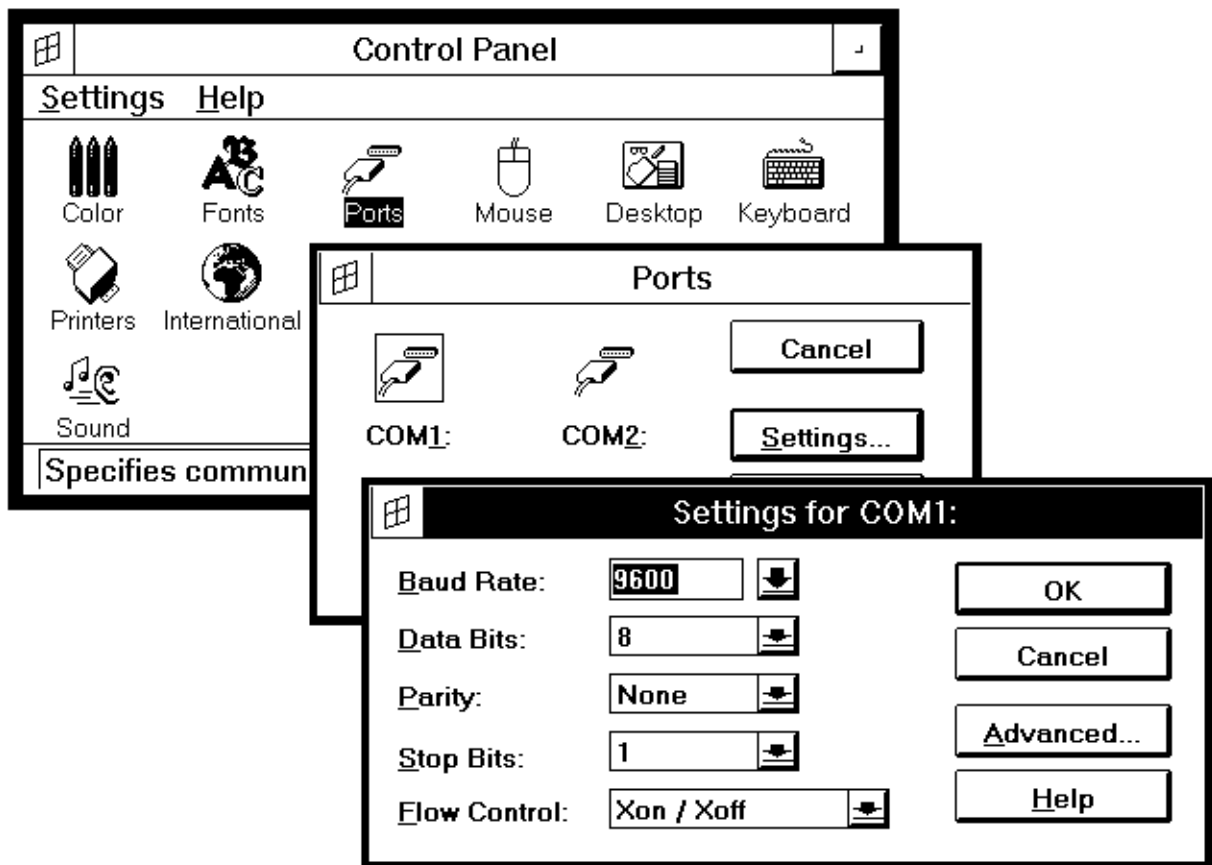 Control Panel
Settings Help
Color Fonts Ports Mouse Desktop Keyboard
Printers International
Sound
Specifies commun
Ports
Cancel
COM1: COM2: Settings...
Settings for COM1:
Baud Rate: 9600
OK
Data Bits: 8
Cancel
Parity: None
Advanced...
Stop Bits: 1
Help
Flow Control: Xon / Xoff